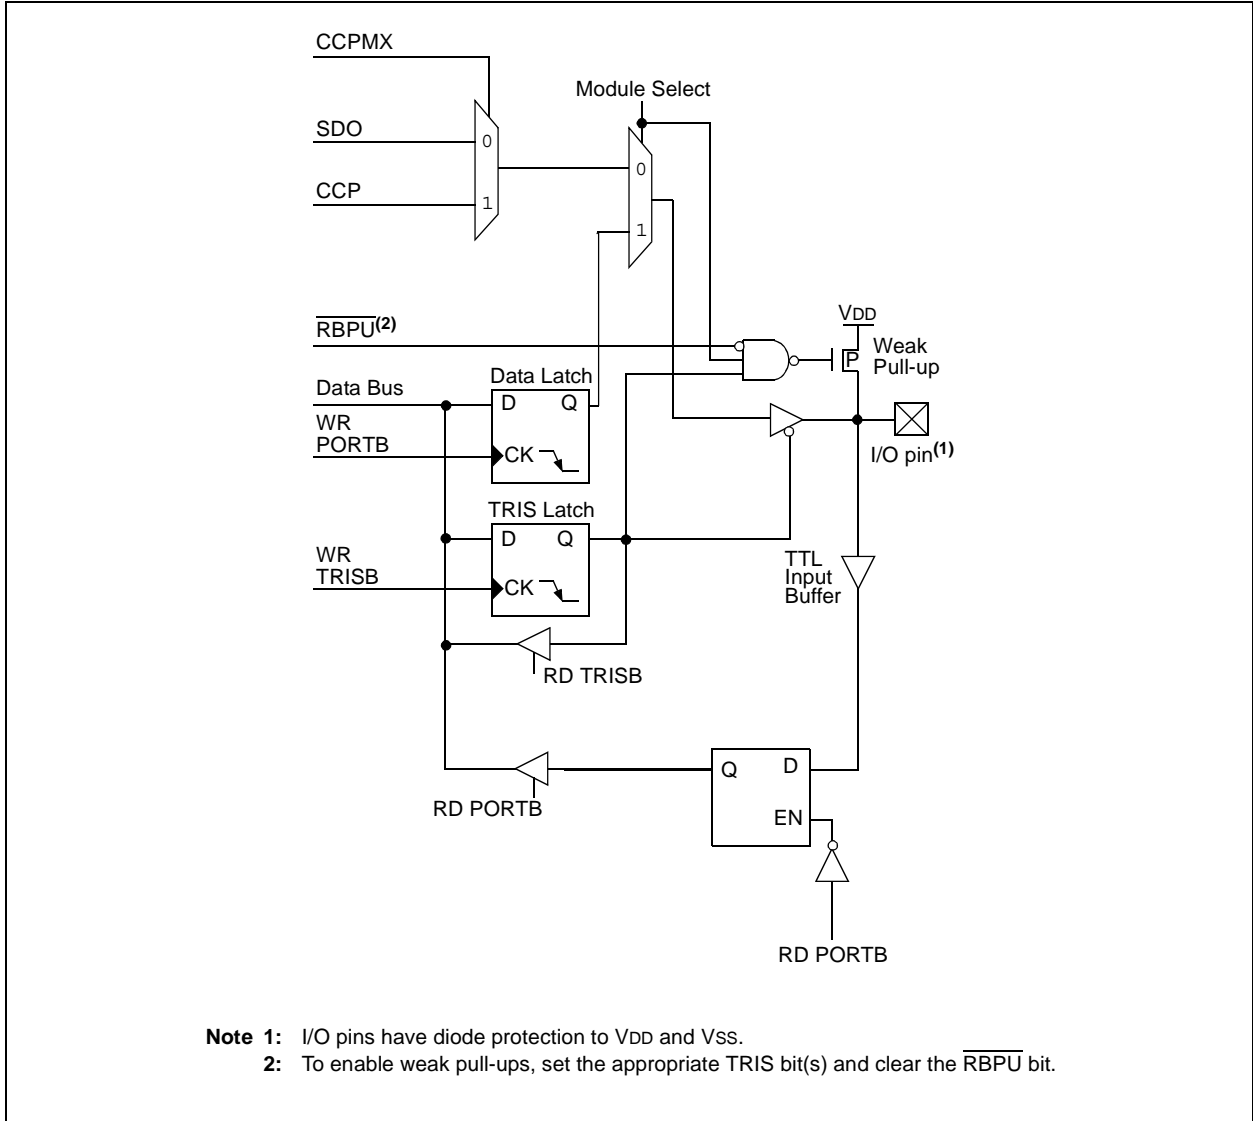 CCPMX
Module Select
SDO
0
0
CCP
1
1
RBPU(2)
VDD
P
Weak
Pull-up
Data Bus
Data Latch
D Q
WR
PORTB
CK
I/O pin(1)
TRIS Latch
D Q
WR
TRISB
CK
TTL
Input
Buffer
RD TRISB
Q D
RD PORTB
EN
RD PORTB
Note 1: I/O pins have diode protection to VDD and VSS.
2: To enable weak pull-ups, set the appropriate TRIS bit(s) and clear the RBPU bit.